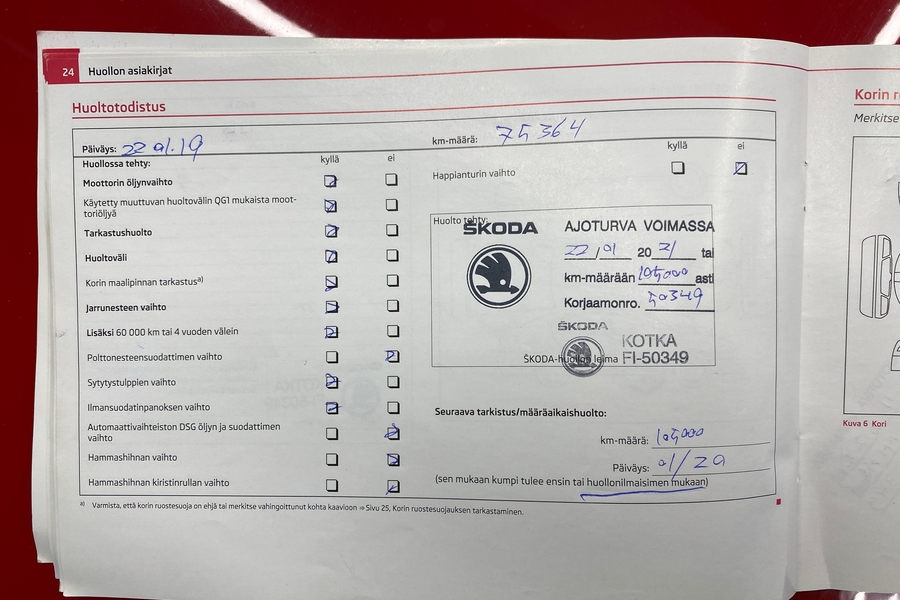 24 Huollon asiakirjat
Huoltotodistus
Päiväys: 22 01.19
km-määrä: 75 364
Huollossa tehty: kyllä ei
Moottorin öljynvaihto
Käytetty muuttuvan huoltovälin QG1 mukaista moot-
toriöljyä
Tarkastushuolto
Huoltoväli
Korin maalipinnan tarkastus a)
Jarrunesteen vaihto
Lisäksi 60 000 km tai 4 vuoden välein
Polttonesteensuodattimen vaihto
Sytytystulppien vaihto
Ilmansuodatinpanoksen vaihto
Automaattivaihteiston DSG öljyn ja suodattimen
vaihto
Hammashihnan vaihto
Hammashihnan kiristinrullan vaihto
kyllä ei
Happianturin vaihto
Huolto tehty:
ŠKODA
AJOTURVA VOIMASSA
22 / 01 20 21 tai
km-määrään 105000 asti
Korjaamonro. 50349
ŠKODA
KOTKA
ŠKODA-huollon leima FI-50349
Seuraava tarkistus/määräaikaishuolto:
km-määrä: 105000
Päiväys: 01/20
(sen mukaan kumpi tulee ensin tai huollonilmaisimen mukaan)
a) Varmista, että korin ruostesuoja on ehjä tai merkitse vahingoittunut kohta kaavioon ⇒ Sivu 25, Korin ruostesuojauksen tarkastaminen.
Korin
Merkitse
Kuva 6 Kori